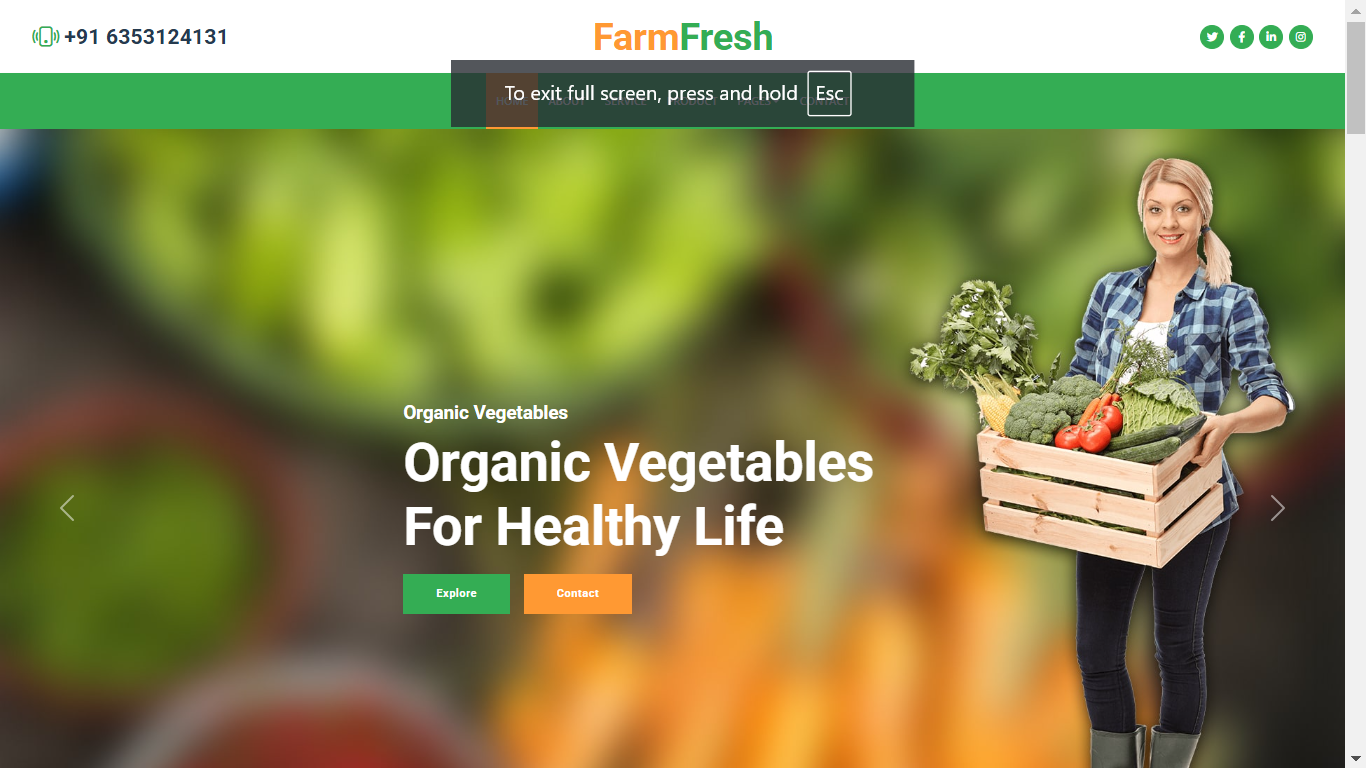 +91 6353124131
FarmFresh
To exit full screen, press and hold Esc
HOME ABOUT SERVICE PRODUCT PAGES CONTACT
Organic Vegetables
Organic Vegetables
For Healthy Life
Explore
Contact